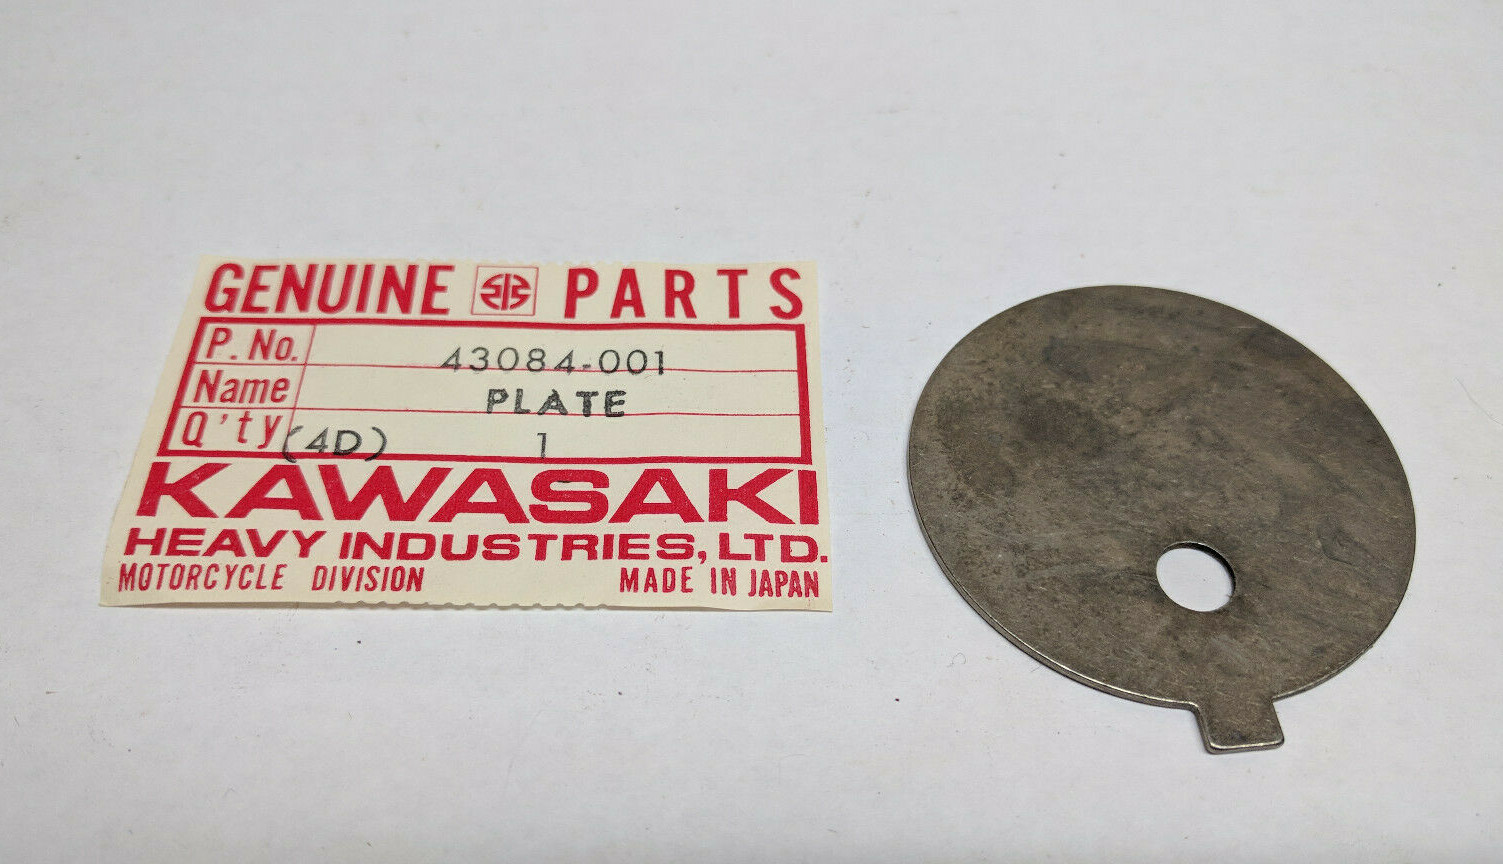 GENUINE PARTS
P. No. 43084-001
Name PLATE
Q'ty (4D) 1
KAWASAKI
HEAVY INDUSTRIES, LTD.
MOTORCYCLE DIVISION MADE IN JAPAN